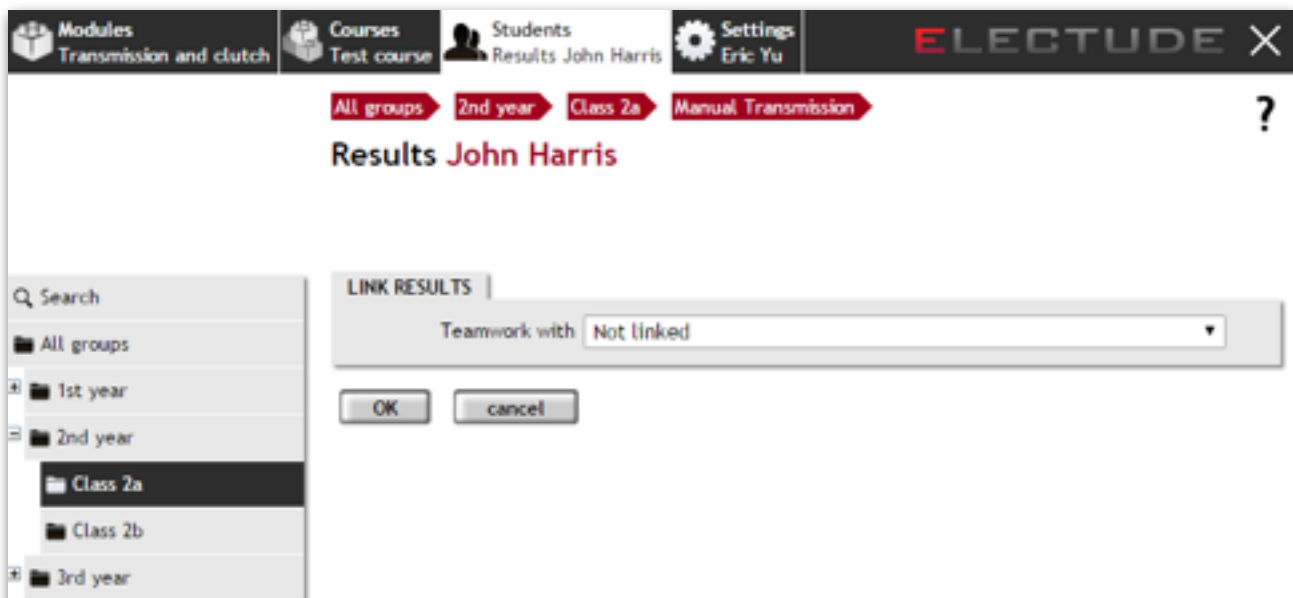 Modules
Transmission and clutch
Courses
Test course
Students
Results John Harris
Settings
Eric Yu
ELECTUDE
All groups
2nd year
Class 2a
Manual Transmission
?
Results John Harris
Search
All groups
1st year
2nd year
Class 2a
Class 2b
3rd year
LINK RESULTS
Teamwork with Not linked
OK
cancel